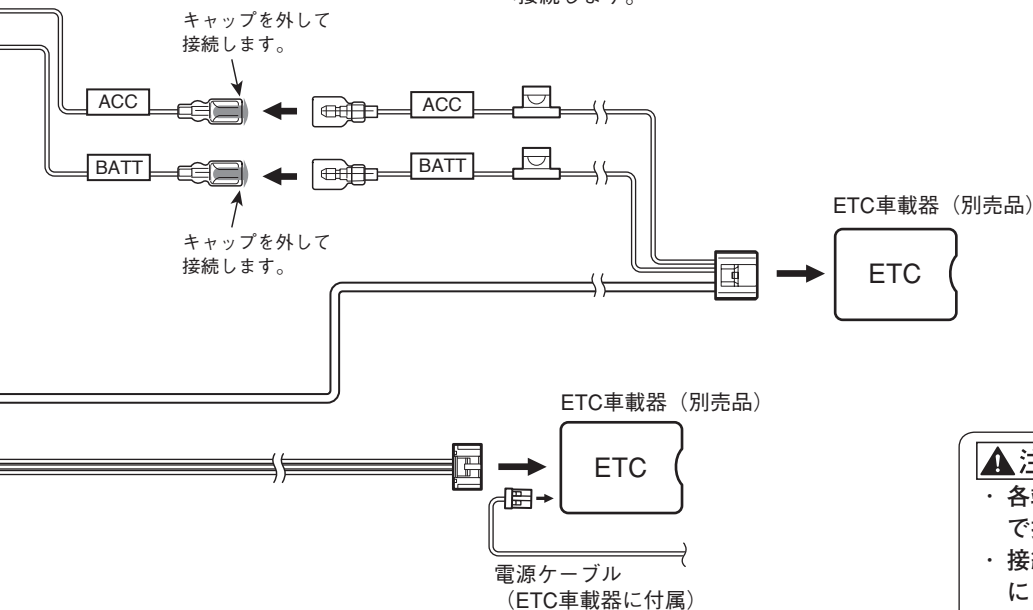 接続します。
キャップを外して
接続します。
ACC
ACC
BATT
BATT
キャップを外して
接続します。
ETC車載器（別売品）
ETC
ETC車載器（別売品）
ETC
電源ケーブル
（ETC車載器に付属）
注
・各
で
・接
に